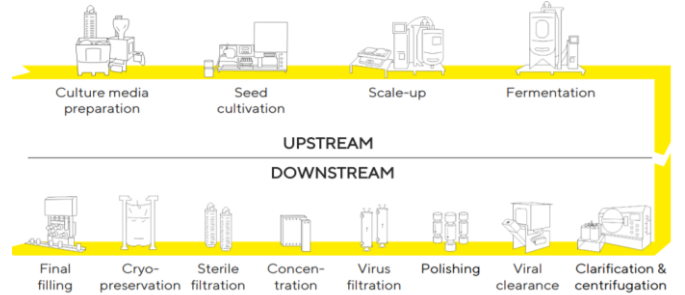 Culture media
preparation
Seed
cultivation
Scale-up
Fermentation
UPSTREAM
DOWNSTREAM
Final
filling
Cryo-
preservation
Sterile
filtration
Concen-
tration
Virus
filtration
Polishing
Viral
clearance
Clarification &
centrifugation